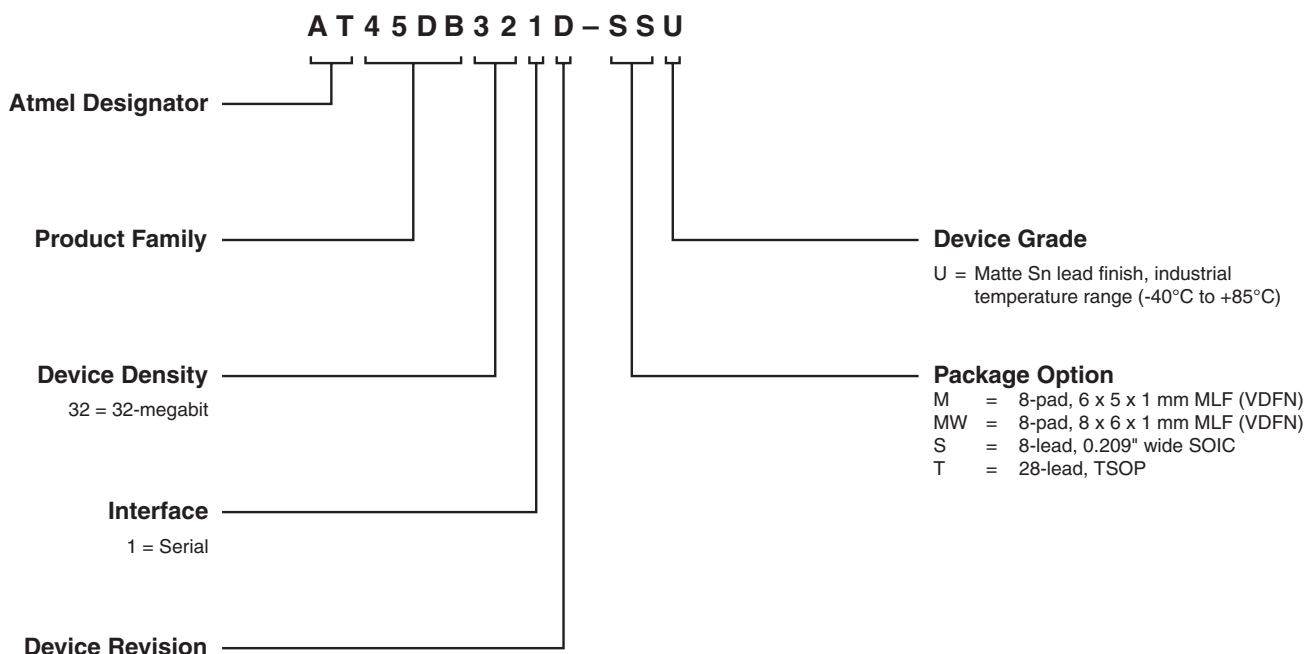 A T 4 5 D B 3 2 1 D – S S U
Atmel Designator
Product Family
Device Density
32 = 32-megabit
Interface
1 = Serial
Device Revision
Device Grade
U = Matte Sn lead finish, industrial
temperature range (-40°C to +85°C)
Package Option
M = 8-pad, 6 x 5 x 1 mm MLF (VDFN)
MW = 8-pad, 8 x 6 x 1 mm MLF (VDFN)
S = 8-lead, 0.209" wide SOIC
T = 28-lead, TSOP